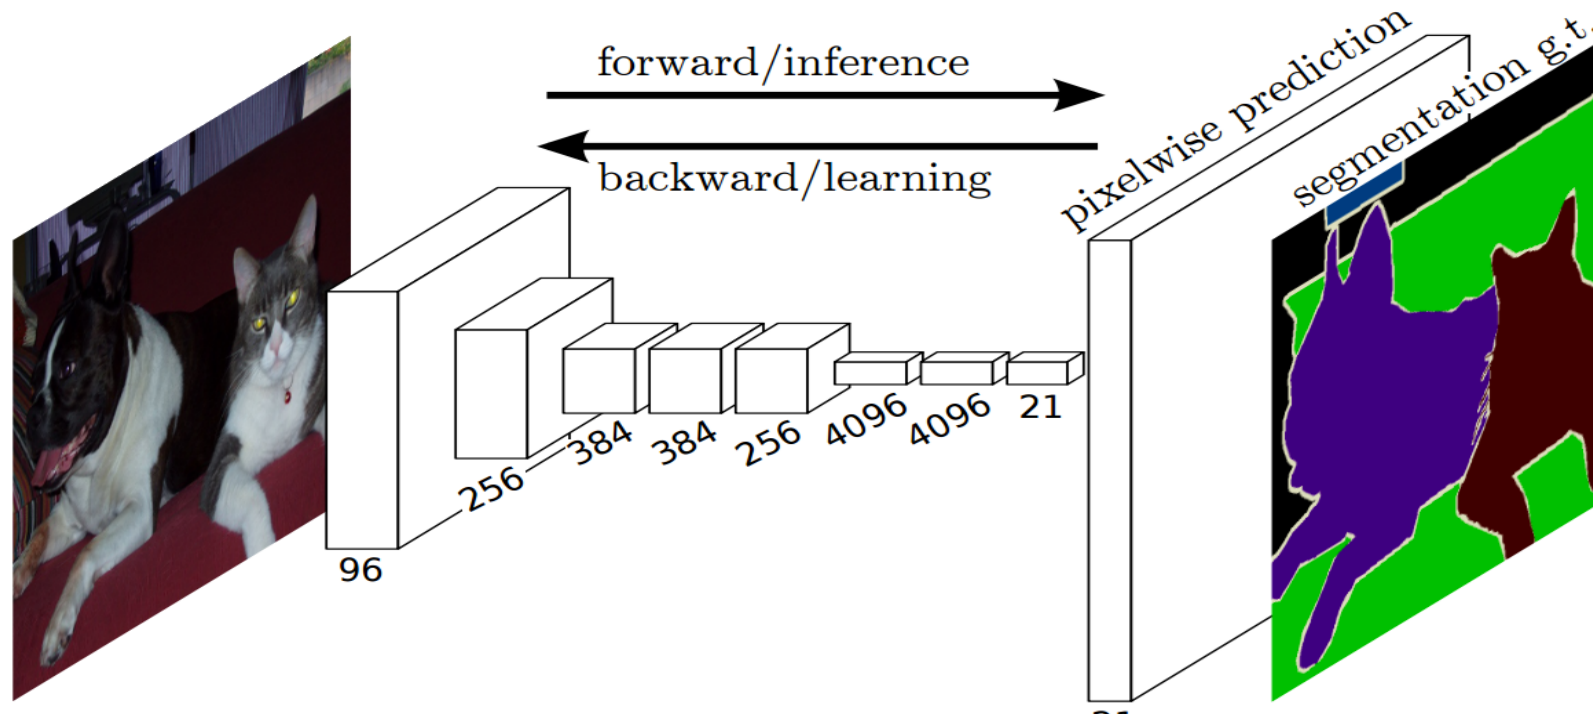 forward/inference
backward/learning
pixelwise prediction
segmentation g.t.
96
256
384
384
256
4096
4096
21